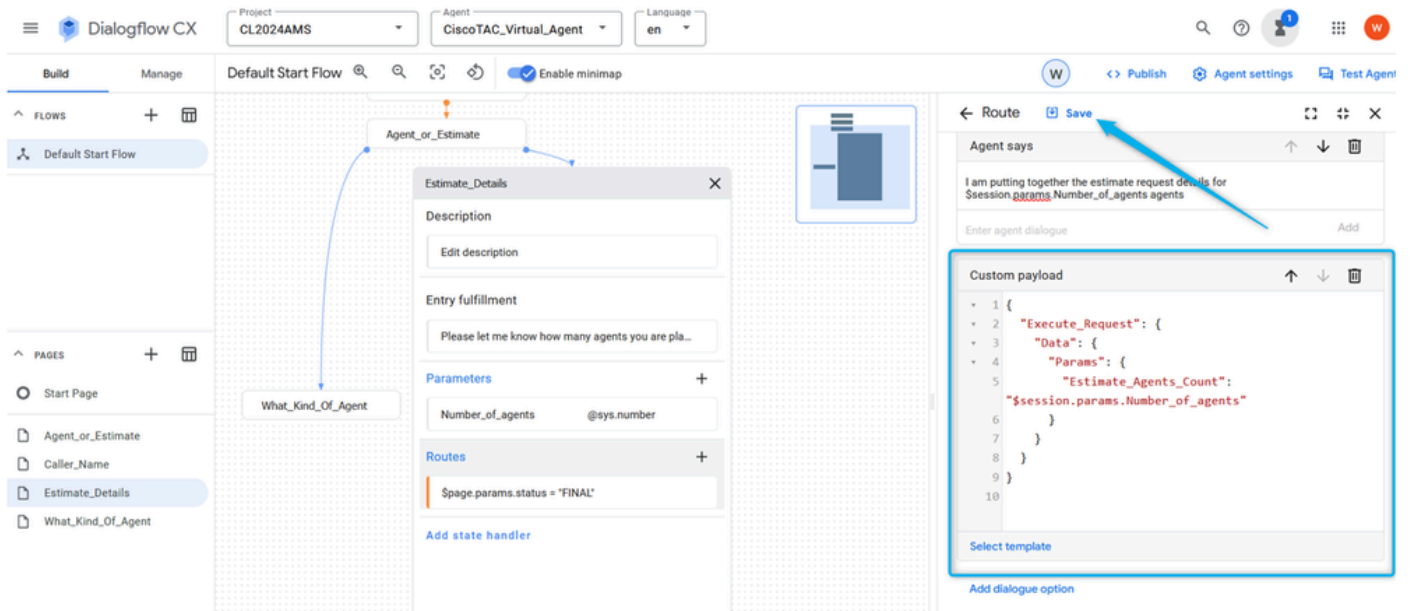 Dialogflow CX
Project
CL2024AMS
Agent
CiscoTAC_Virtual_Agent
Language
en
1
W
Build
Manage
Default Start Flow
Enable minimap
W
<> Publish
Agent settings
Test Agent
FLOWS
Default Start Flow
PAGES
Start Page
Agent_or_Estimate
Caller_Name
Estimate_Details
What_Kind_Of_Agent
Agent_or_Estimate
What_Kind_Of_Agent
Estimate_Details
Description
Edit description
Entry fulfillment
Please let me know how many agents you are pla...
Parameters
Number_of_agents @sys.number
Routes
$page.params.status = "FINAL"
Add state handler
Route
Save
Agent says
I am putting together the estimate request details for
$session.params.Number_of_agents agents
Enter agent dialogue
Add
Custom payload
1 {
2 "Execute_Request": {
3 "Data": {
4 "Params": {
5 "Estimate_Agents_Count":
"$session.params.Number_of_agents"
6 }
7 }
8 }
9 }
10
Select template
Add dialogue option